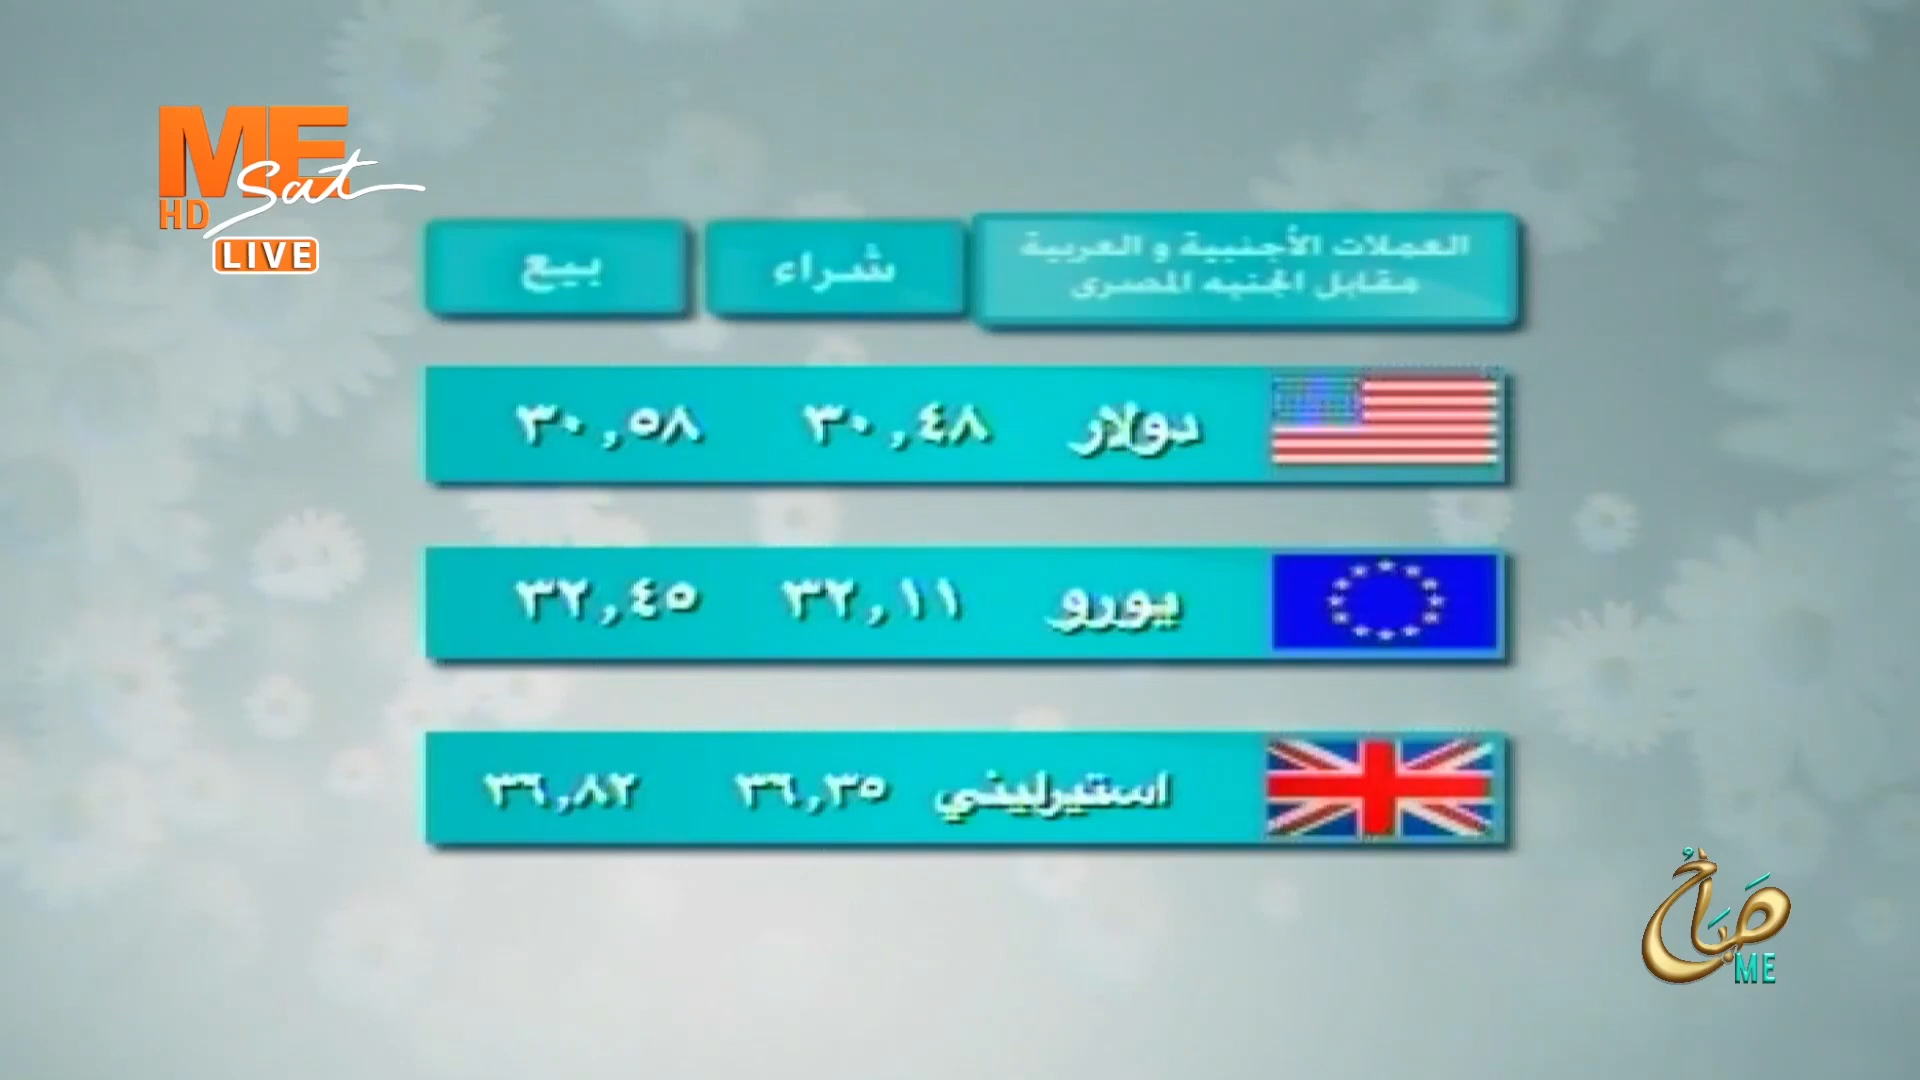 ME
Sat
HD
LIVE
العملات الأجنبية و العربية
مقابل الجنيه المصرى
شراء
بيع
دولار ٣٠,٤٨ ٣٠,٥٨
يورو ٣٢,١١ ٣٢,٤٥
استيرليني ٣٦,٣٥ ٣٦,٨٢
صَبَاحُ
ME